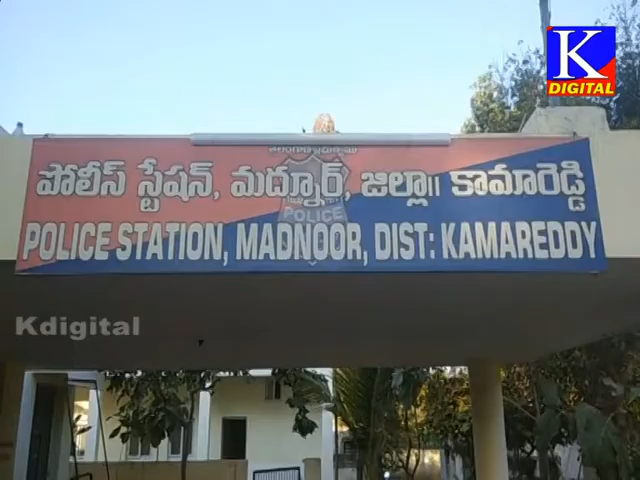 K
DIGITAL
పోలీస్ స్టేషన్, మద్నూర్, జిల్లా॥ కామారెడ్డి
POLICE
POLICE STATION, MADNOOR, DIST: KAMAREDDY
Kdigital